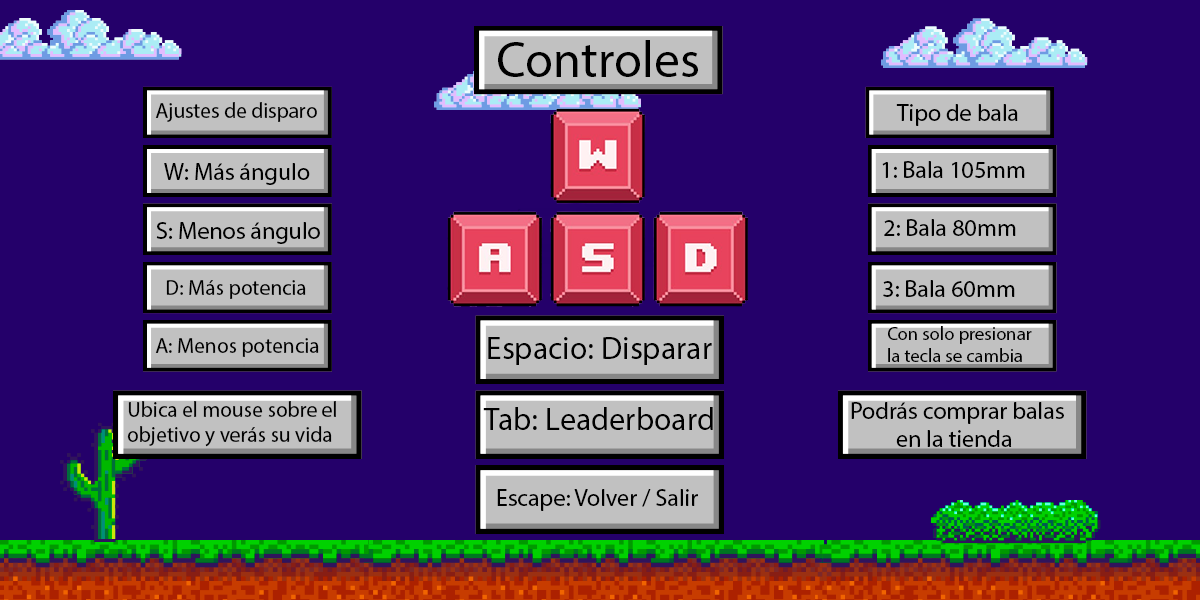 Controles
Ajustes de disparo
W: Más ángulo
S: Menos ángulo
D: Más potencia
A: Menos potencia
Ubica el mouse sobre el
objetivo y verás su vida
W
A S D
Espacio: Disparar
Tab: Leaderboard
Escape: Volver / Salir
Tipo de bala
1: Bala 105mm
2: Bala 80mm
3: Bala 60mm
Con solo presionar
la tecla se cambia
Podrás comprar balas
en la tienda